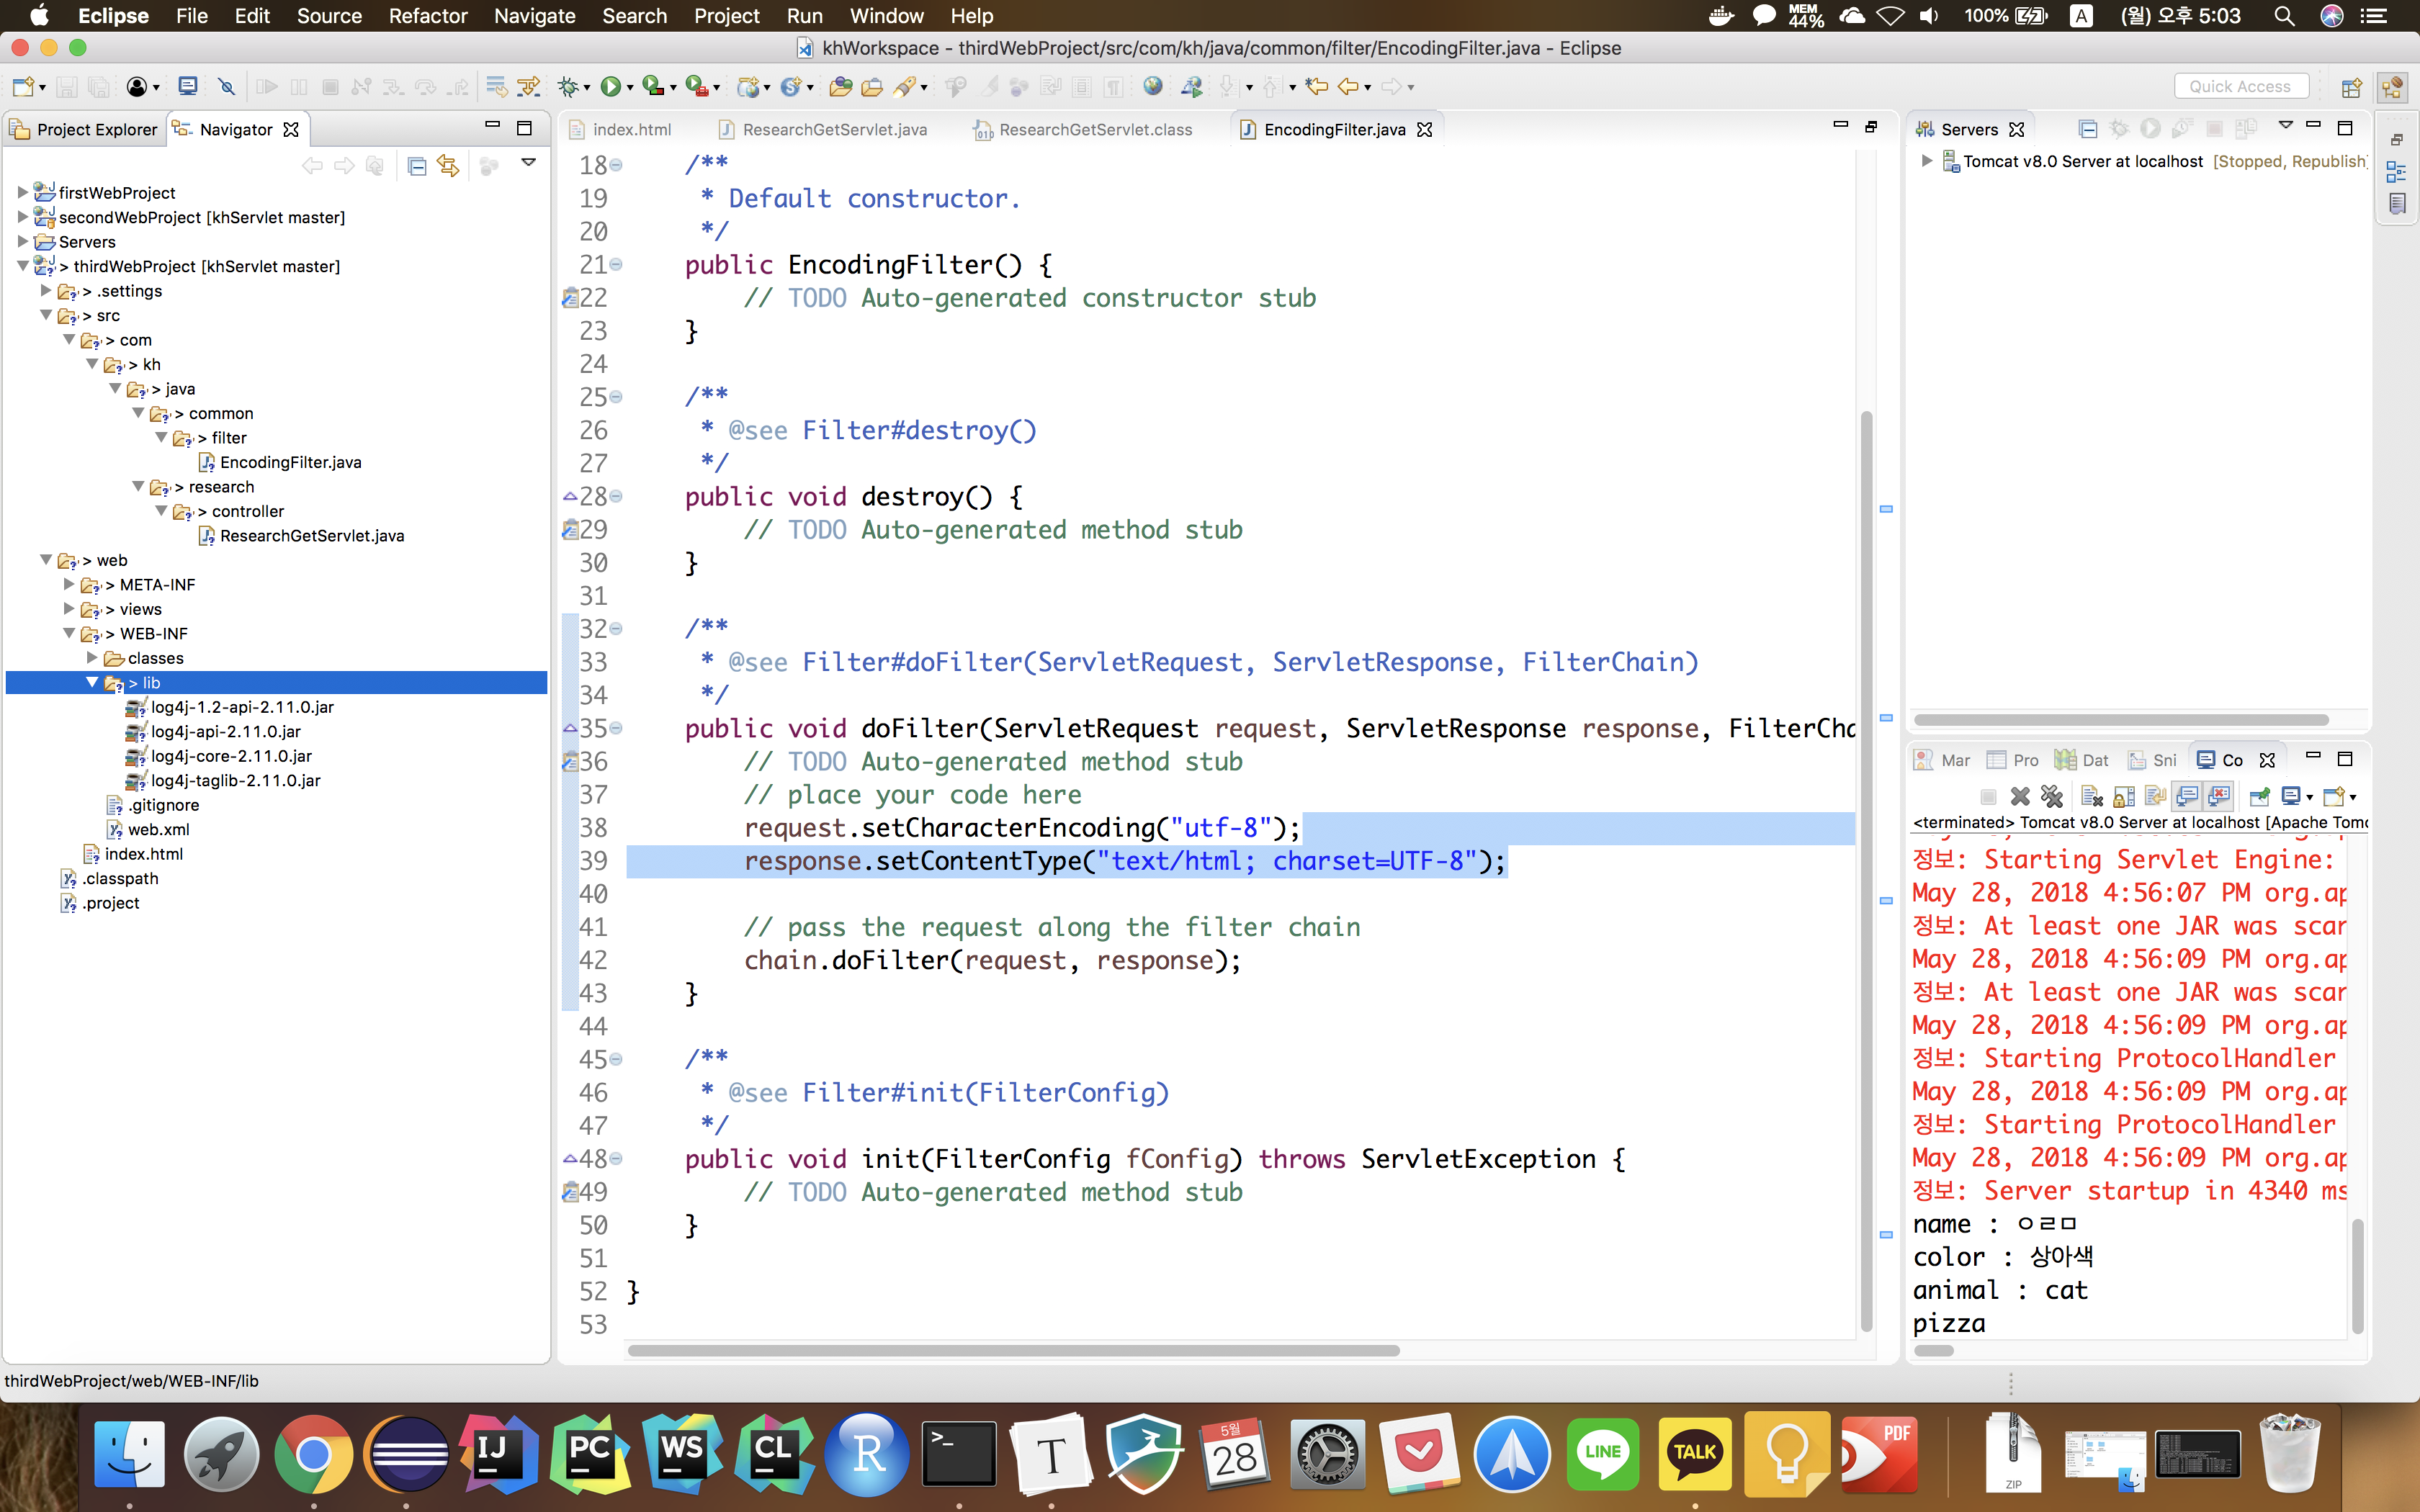 Eclipse File Edit Source Refactor Navigate Search Project Run Window Help MEM 44% 100% A (월) 오후 5:03
khWorkspace - thirdWebProject/src/com/kh/java/common/filter/EncodingFilter.java - Eclipse
Quick Access
Project Explorer Navigator
firstWebProject
secondWebProject [khServlet master]
Servers
> thirdWebProject [khServlet master]
> .settings
> src
> com
> kh
> java
> common
> filter
EncodingFilter.java
> research
> controller
ResearchGetServlet.java
> web
> META-INF
> views
> WEB-INF
classes
> lib
log4j-1.2-api-2.11.0.jar
log4j-api-2.11.0.jar
log4j-core-2.11.0.jar
log4j-taglib-2.11.0.jar
.gitignore
web.xml
index.html
.classpath
.project
index.html ResearchGetServlet.java ResearchGetServlet.class EncodingFilter.java
18 /**
19 * Default constructor.
20 */
21 public EncodingFilter() {
22 // TODO Auto-generated constructor stub
23 }
24
25 /**
26 * @see Filter#destroy()
27 */
28 public void destroy() {
29 // TODO Auto-generated method stub
30 }
31
32 /**
33 * @see Filter#doFilter(ServletRequest, ServletResponse, FilterChain)
34 */
35 public void doFilter(ServletRequest request, ServletResponse response, FilterCha
36 // TODO Auto-generated method stub
37 // place your code here
38 request.setCharacterEncoding("utf-8");
39 response.setContentType("text/html; charset=UTF-8");
40
41 // pass the request along the filter chain
42 chain.doFilter(request, response);
43 }
44
45 /**
46 * @see Filter#init(FilterConfig)
47 */
48 public void init(FilterConfig fConfig) throws ServletException {
49 // TODO Auto-generated method stub
50 }
51
52 }
53
Servers
Tomcat v8.0 Server at localhost [Stopped, Republish]
Mar Pro Dat Sni Co
<terminated> Tomcat v8.0 Server at localhost [Apache Tomc
정보: Starting Servlet Engine:
May 28, 2018 4:56:07 PM org.ap
정보: At least one JAR was scar
May 28, 2018 4:56:09 PM org.ap
정보: At least one JAR was scar
May 28, 2018 4:56:09 PM org.ap
정보: Starting ProtocolHandler
May 28, 2018 4:56:09 PM org.ap
정보: Starting ProtocolHandler
May 28, 2018 4:56:09 PM org.ap
정보: Server startup in 4340 ms
name : ㅇㄹㅁ
color : 상아색
animal : cat
pizza
thirdWebProject/web/WEB-INF/lib
IJ PC WS CL R >_ T 5월 28 LINE TALK PDF ZIP